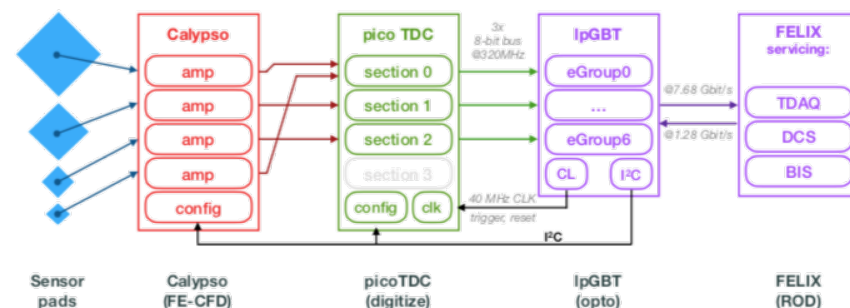 Calypso
amp
amp
amp
amp
config
pico TDC
section 0
section 1
section 2
section 3
config
clk
3x
8-bit bus
@320MHz
lpGBT
eGroup0
...
eGroup6
CL
I²C
@7.68 Gbit/s
@1.28 Gbit/s
FELIX
servicing:
TDAQ
DCS
BIS
40 MHz CLK
trigger, reset
I²C
Sensor
pads
Calypso
(FE-CFD)
picoTDC
(digitize)
lpGBT
(opto)
FELIX
(ROD)